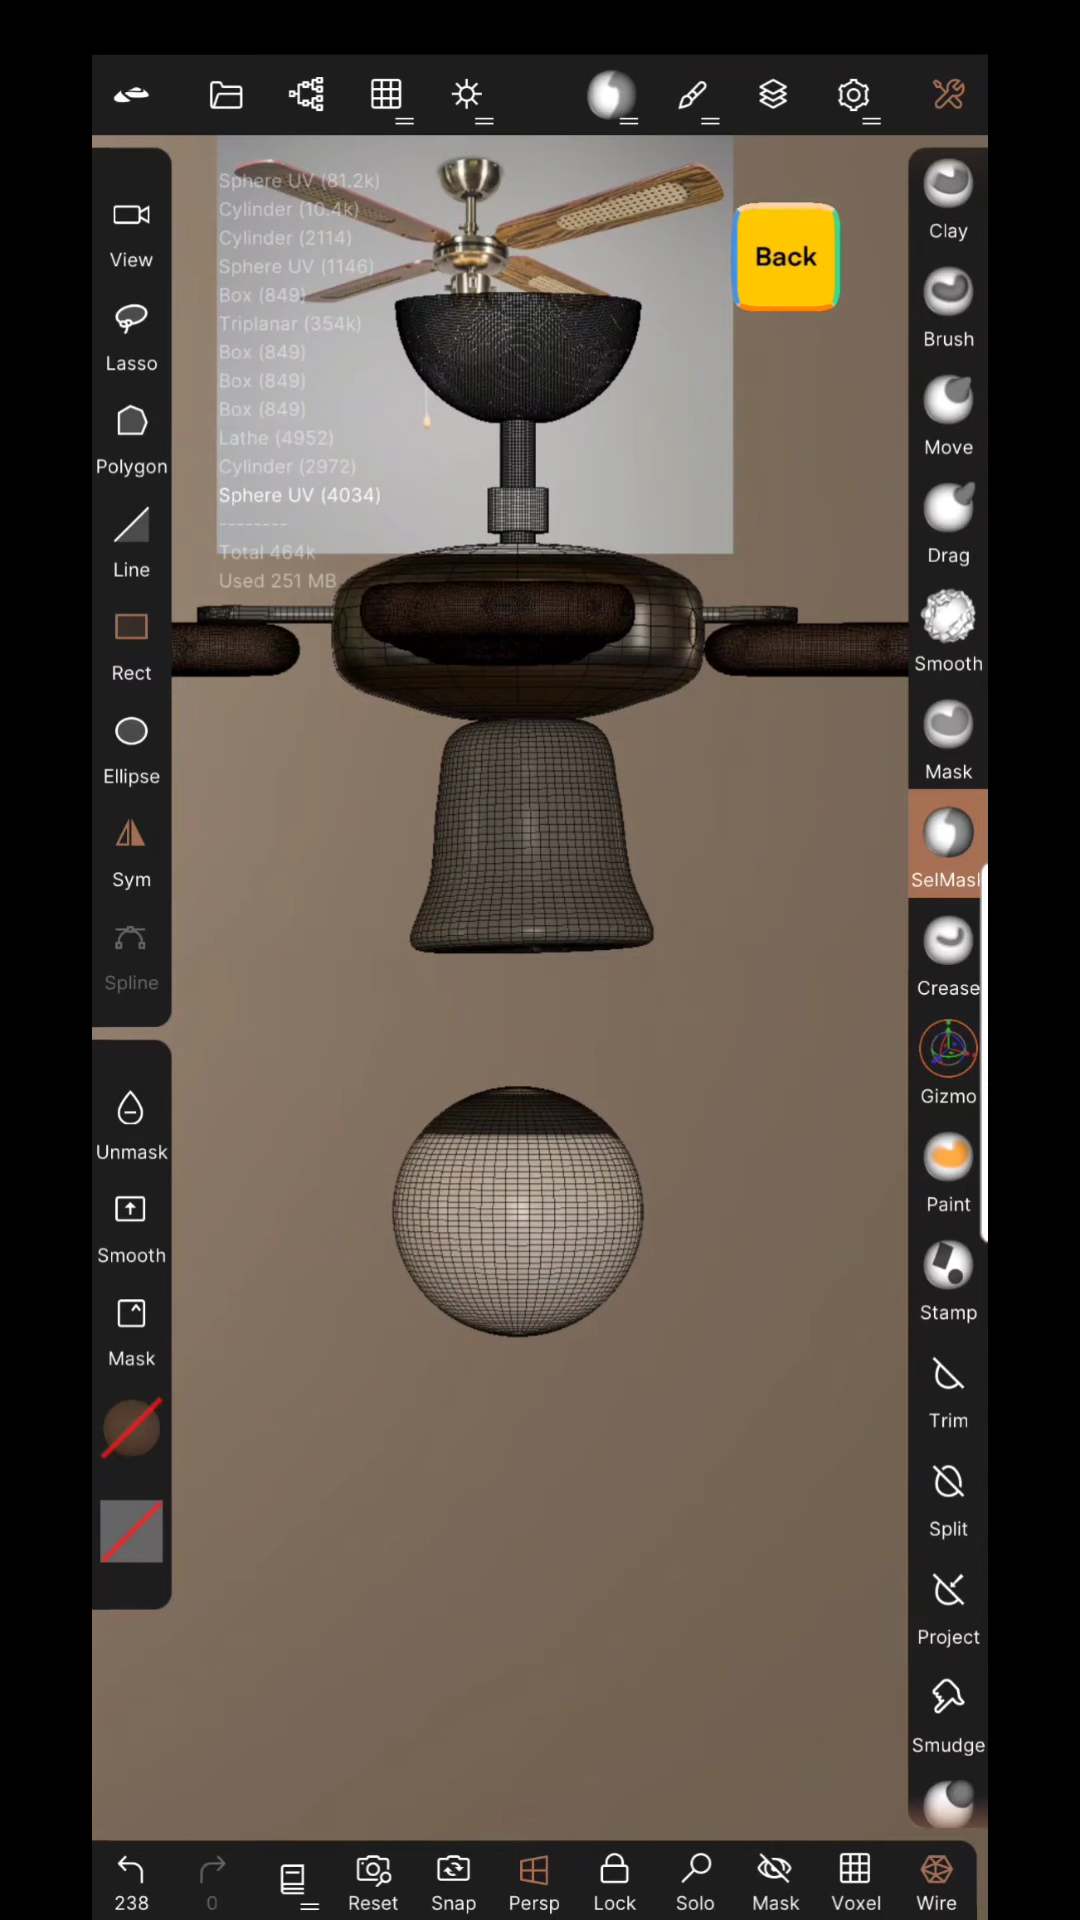 Sphere UV (81.2k)
Cylinder (10.4k)
Cylinder (2114)
Sphere UV (1146)
Box (849)
Triplanar (354k)
Box (849)
Box (849)
Box (849)
Lathe (4952)
Cylinder (2972)
Sphere UV (4034)
--------
Total 464k
Used 251 MB
Back
View
Lasso
Polygon
Line
Rect
Ellipse
Sym
Spline
Unmask
Smooth
Mask
Clay
Brush
Move
Drag
Smooth
Mask
SelMask
Crease
Gizmo
Paint
Stamp
Trim
Split
Project
Smudge
238
0
Reset
Snap
Persp
Lock
Solo
Mask
Voxel
Wire